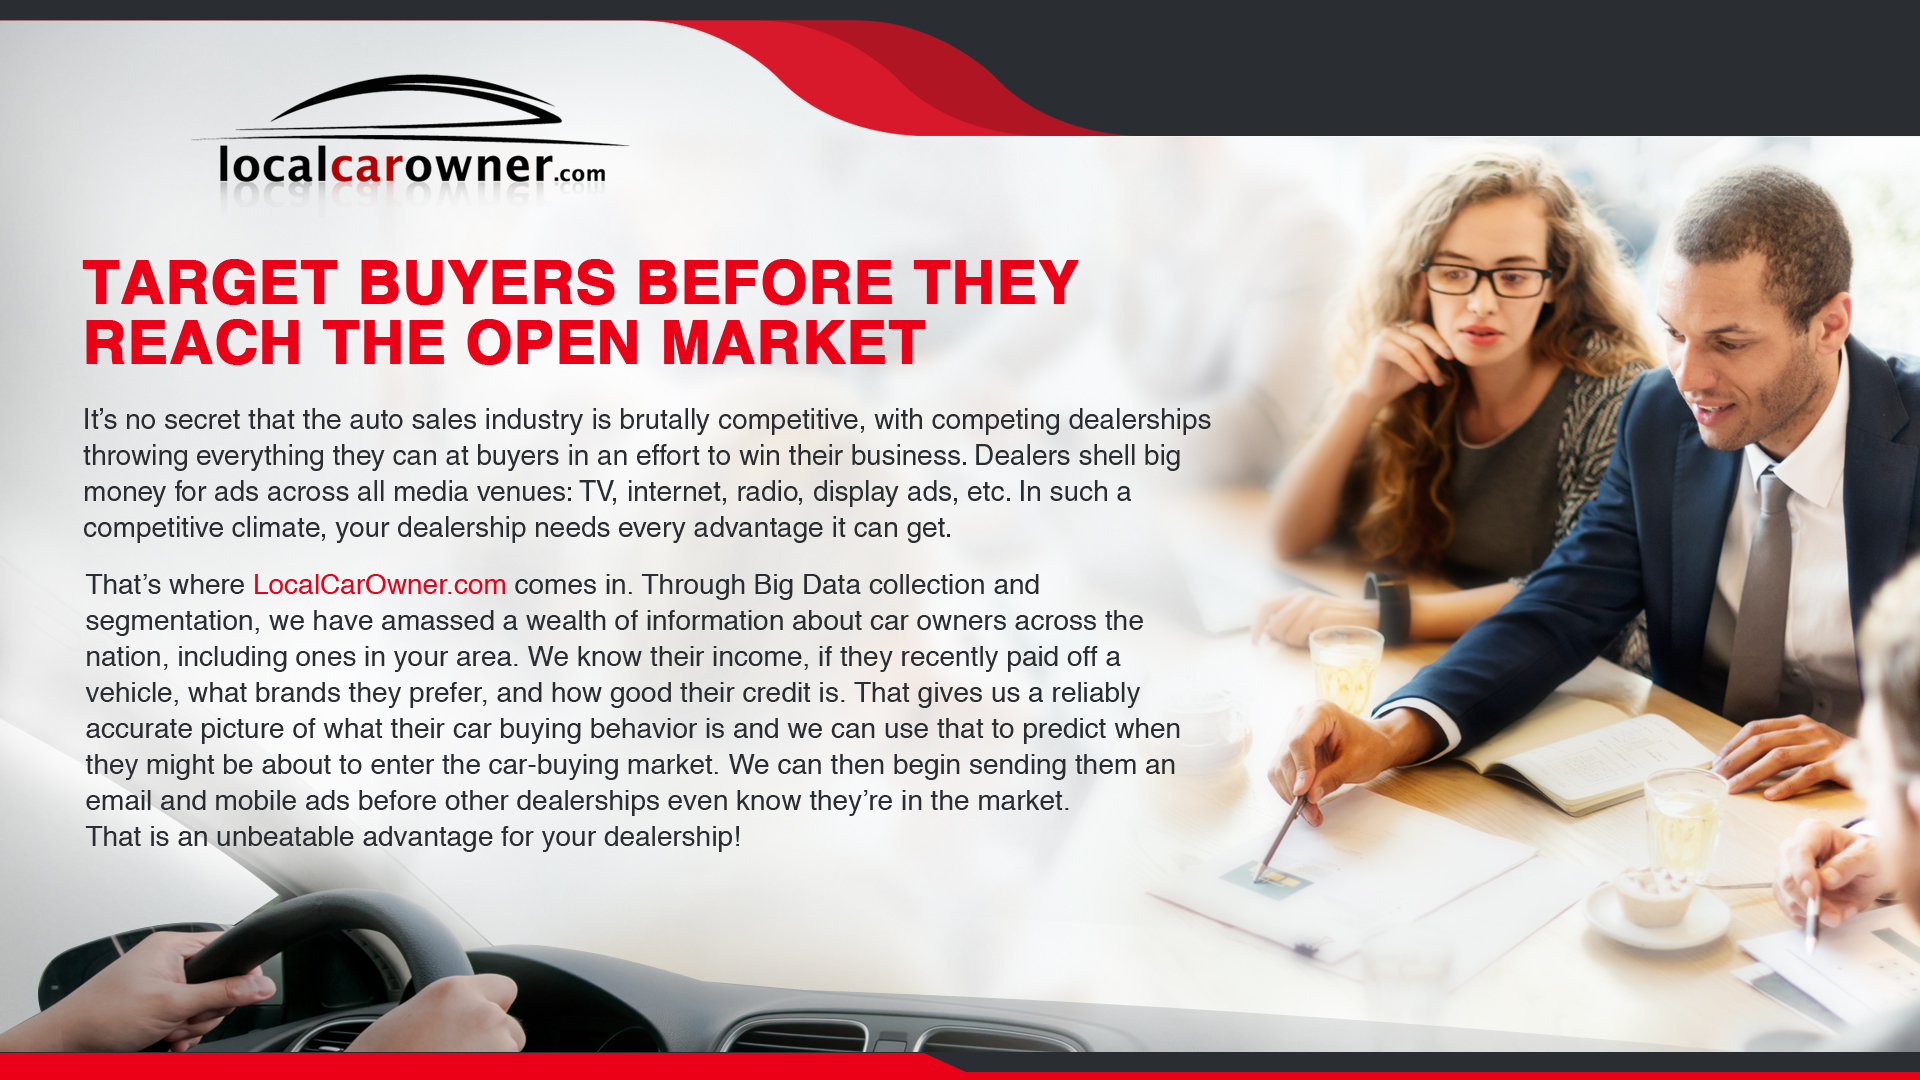 localcarowner.com
TARGET BUYERS BEFORE THEY
REACH THE OPEN MARKET
It’s no secret that the auto sales industry is brutally competitive, with competing dealerships
throwing everything they can at buyers in an effort to win their business. Dealers shell big
money for ads across all media venues: TV, internet, radio, display ads, etc. In such a
competitive climate, your dealership needs every advantage it can get.
That’s where LocalCarOwner.com comes in. Through Big Data collection and
segmentation, we have amassed a wealth of information about car owners across the
nation, including ones in your area. We know their income, if they recently paid off a
vehicle, what brands they prefer, and how good their credit is. That gives us a reliably
accurate picture of what their car buying behavior is and we can use that to predict when
they might be about to enter the car-buying market. We can then begin sending them an
email and mobile ads before other dealerships even know they’re in the market.
That is an unbeatable advantage for your dealership!